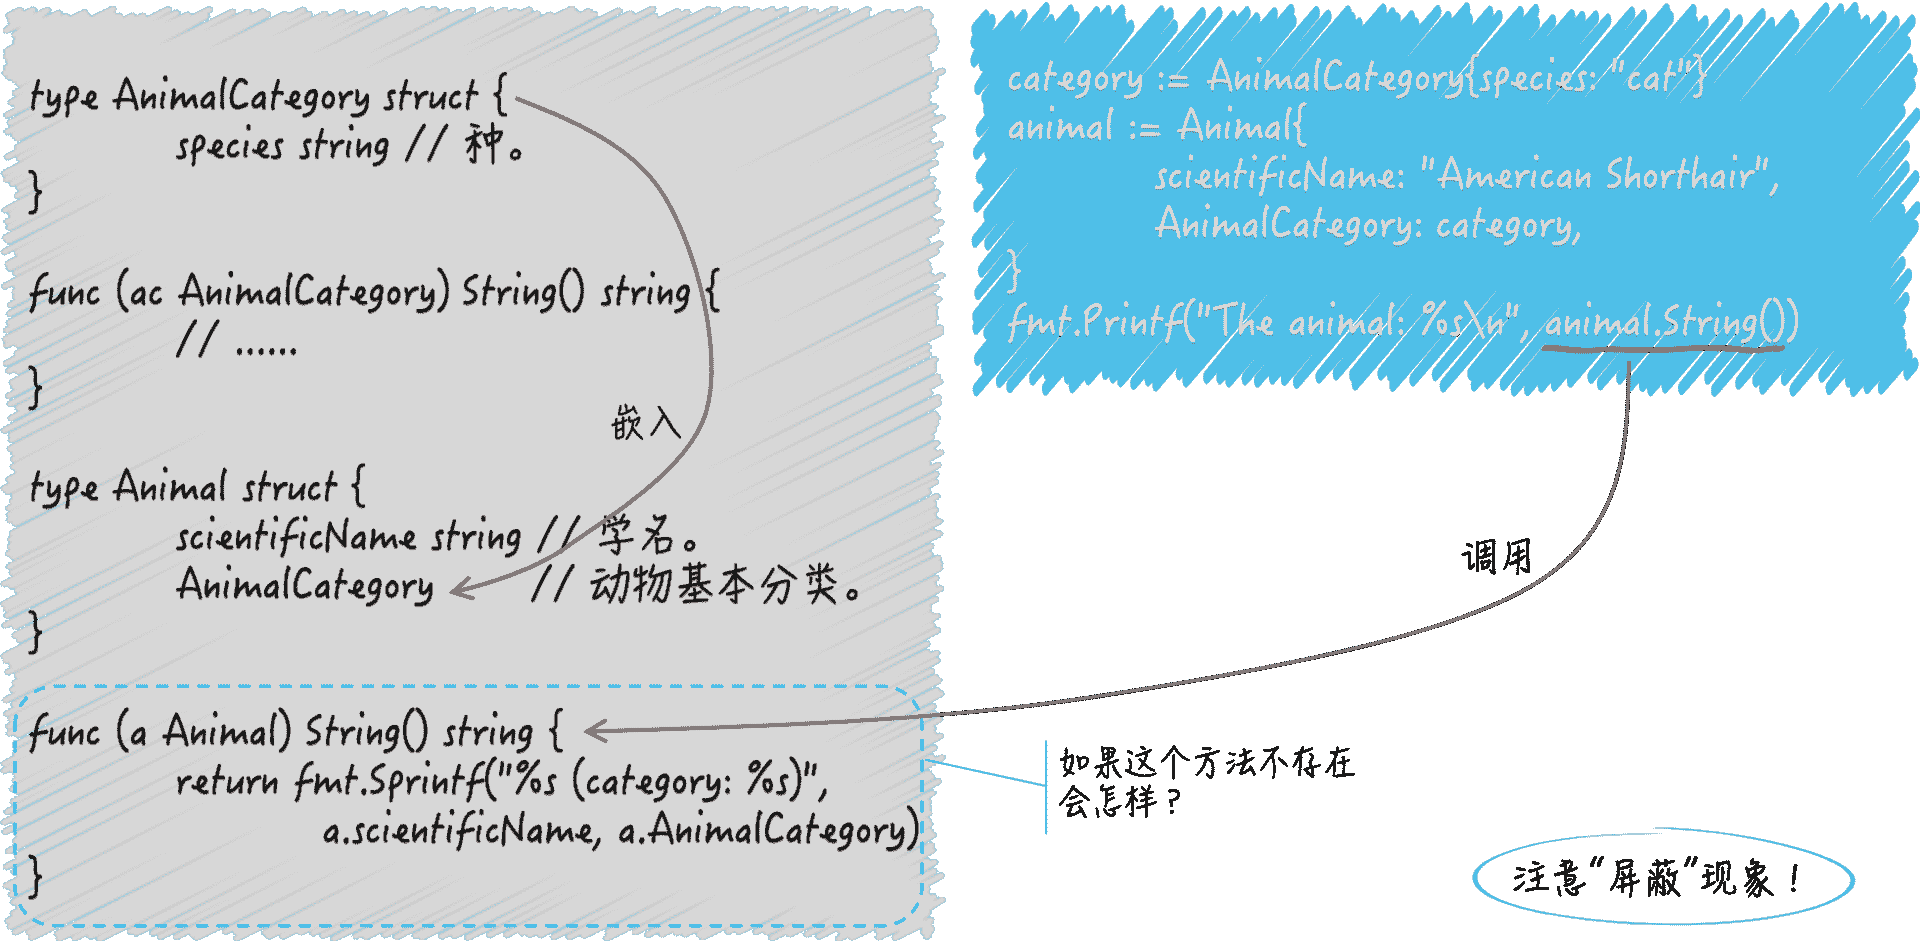 type AnimalCategory struct {
species string // 种。
}
func (ac AnimalCategory) String() string {
// ......
}
嵌入
type Animal struct {
scientificName string // 学名。
AnimalCategory // 动物基本分类。
}
func (a Animal) String() string {
return fmt.Sprintf("%s (category: %s)",
a.scientificName, a.AnimalCategory)
}
category := AnimalCategory{species: "cat"}
animal := Animal{
scientificName: "American Shorthair",
AnimalCategory: category,
}
fmt.Printf("The animal: %s\n", animal.String())
调用
如果这个方法不存在
会怎样？
注意“屏蔽”现象！